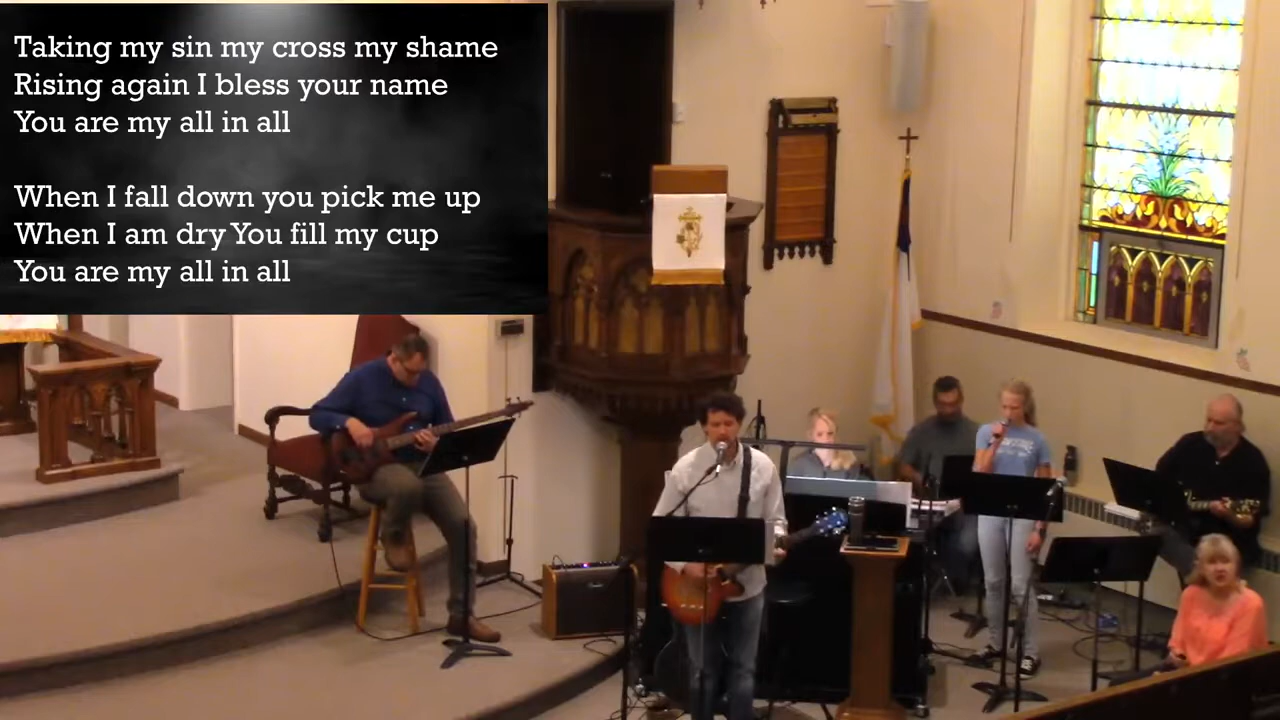 Taking my sin my cross my shame
Rising again I bless your name
You are my all in all
When I fall down you pick me up
When I am dry You fill my cup
You are my all in all